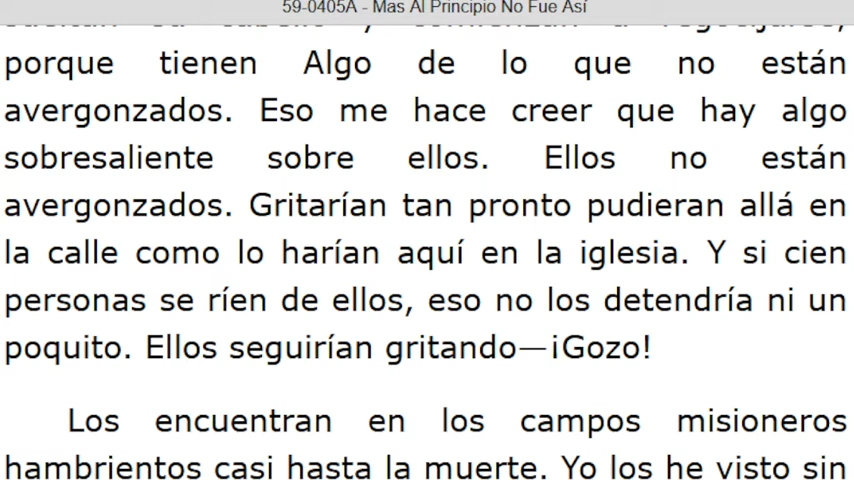 59-0405A - Mas Al Principio No Fue Así
porque tienen Algo de lo que no están
avergonzados. Eso me hace creer que hay algo
sobresaliente sobre ellos. Ellos no están
avergonzados. Gritarían tan pronto pudieran allá en
la calle como lo harían aquí en la iglesia. Y si cien
personas se ríen de ellos, eso no los detendría ni un
poquito. Ellos seguirían gritando—¡Gozo!
Los encuentran en los campos misioneros
hambrientos casi hasta la muerte. Yo los he visto sin